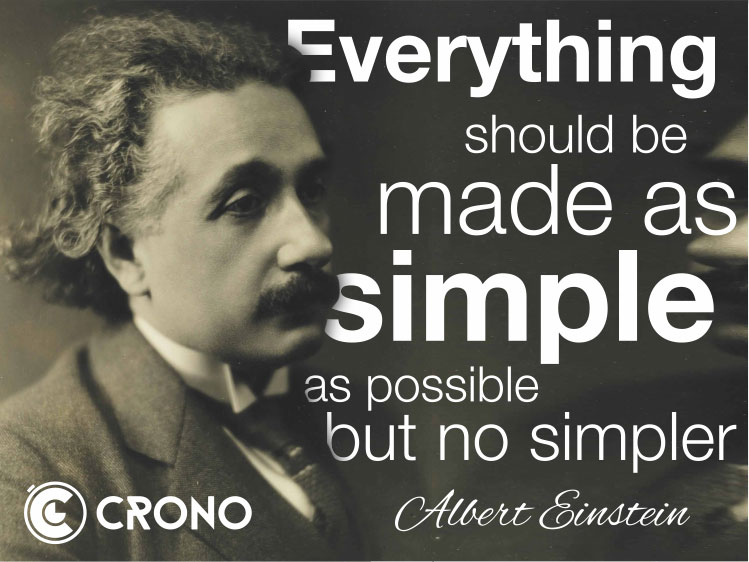 Everything
should be
made as
simple
as possible
but no simpler
Albert Einstein
CRONO